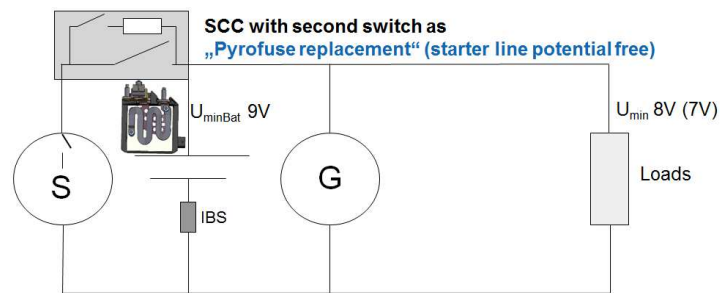 SCC with second switch as
„Pyrofuse replacement“ (starter line potential free)
UminBat 9V
Umin 8V (7V)
S
G
Loads
IBS